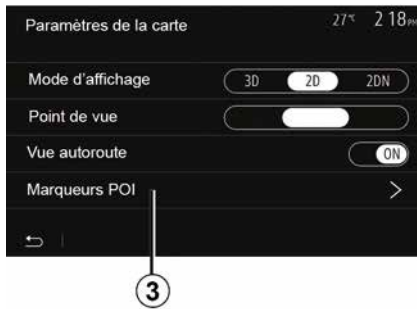 Paramètres de la carte 27°C 2 18 PM
Mode d'affichage 3D 2D 2DN
Point de vue
Vue autoroute ON
Marqueurs POI >
3